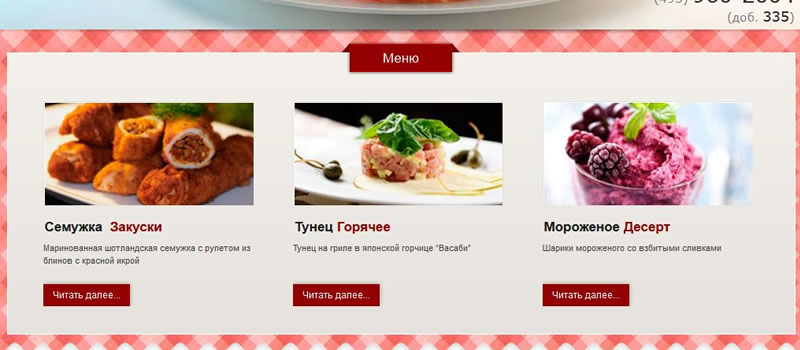 (доб. 335)
Меню
Семужка Закуски
Маринованная шотландская семужка с рулетом из
блинов с красной икрой
Читать далее...
Тунец Горячее
Тунец на гриле в японской горчице "Васаби"
Читать далее...
Мороженое Десерт
Шарики мороженого со взбитыми сливками
Читать далее...